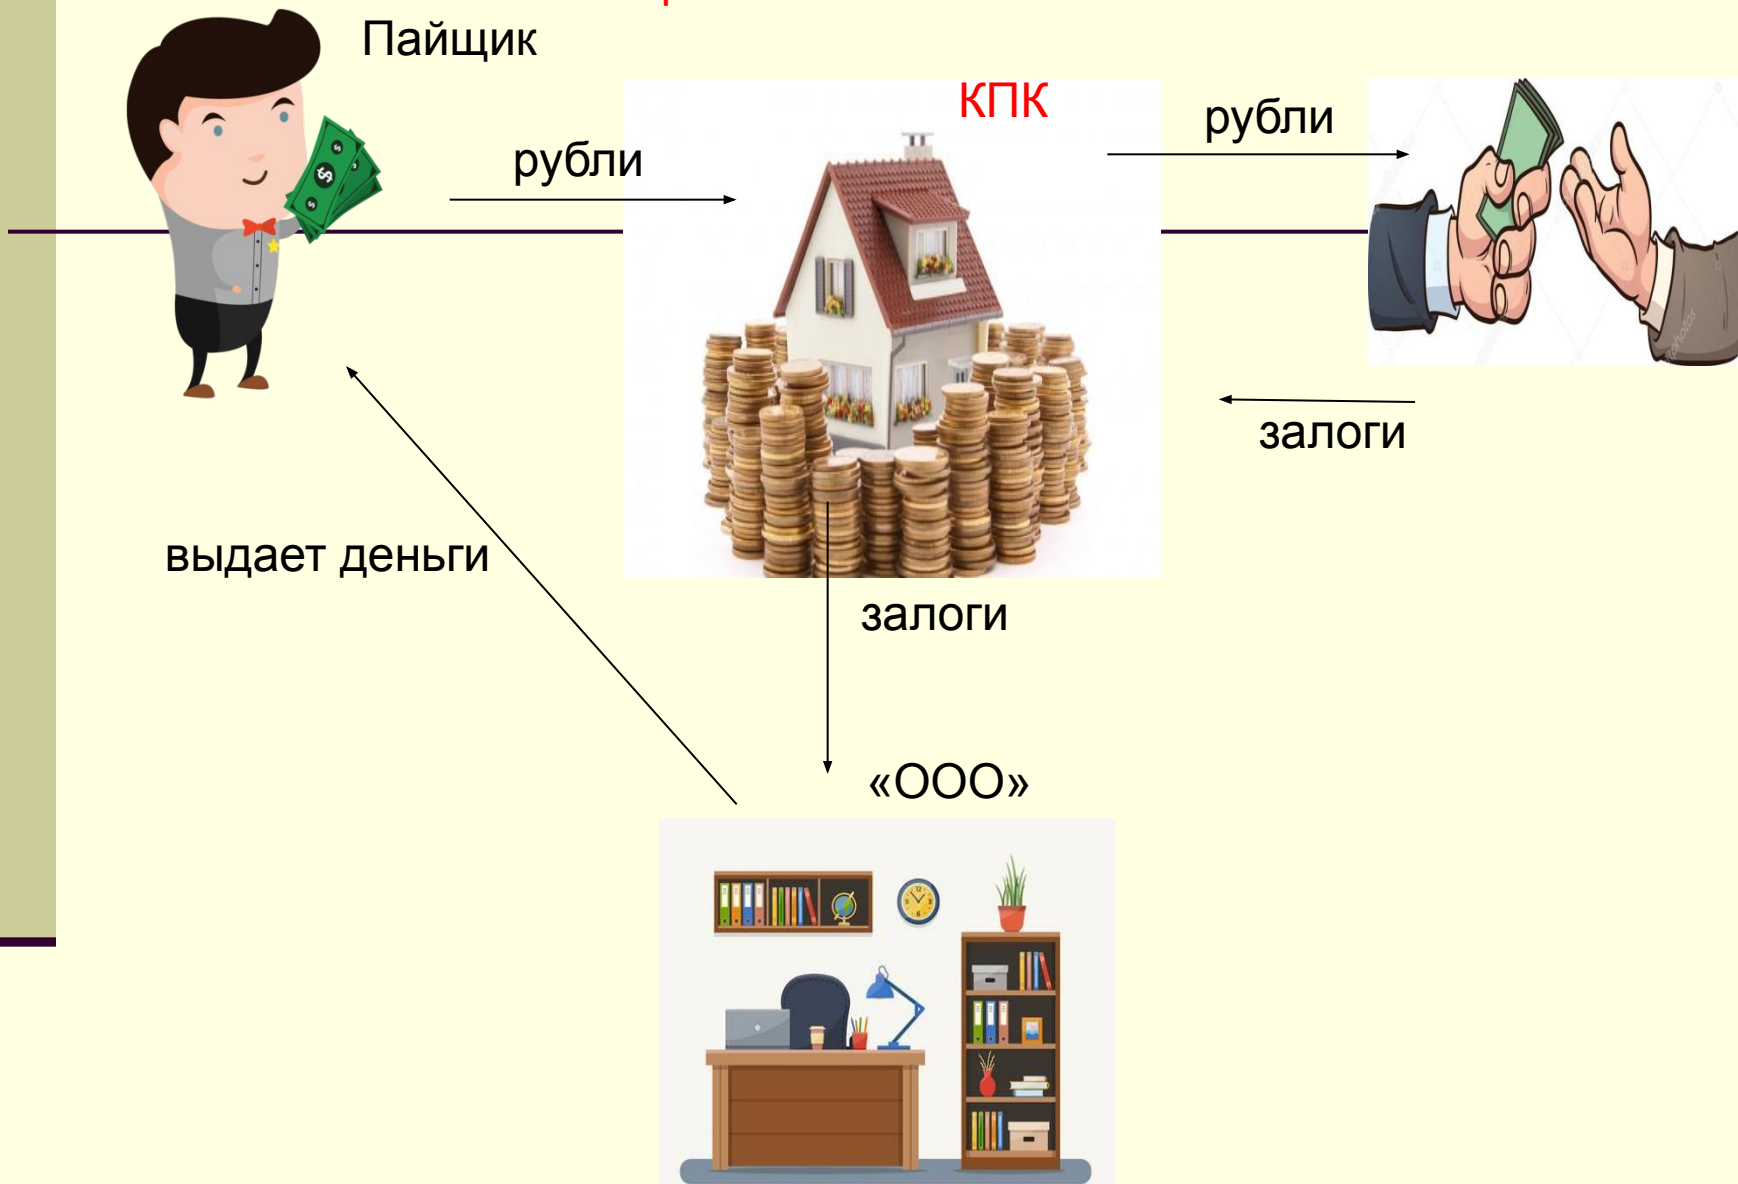 Пайщик
КПК
рубли
рубли
залоги
выдает деньги
залоги
«ООО»